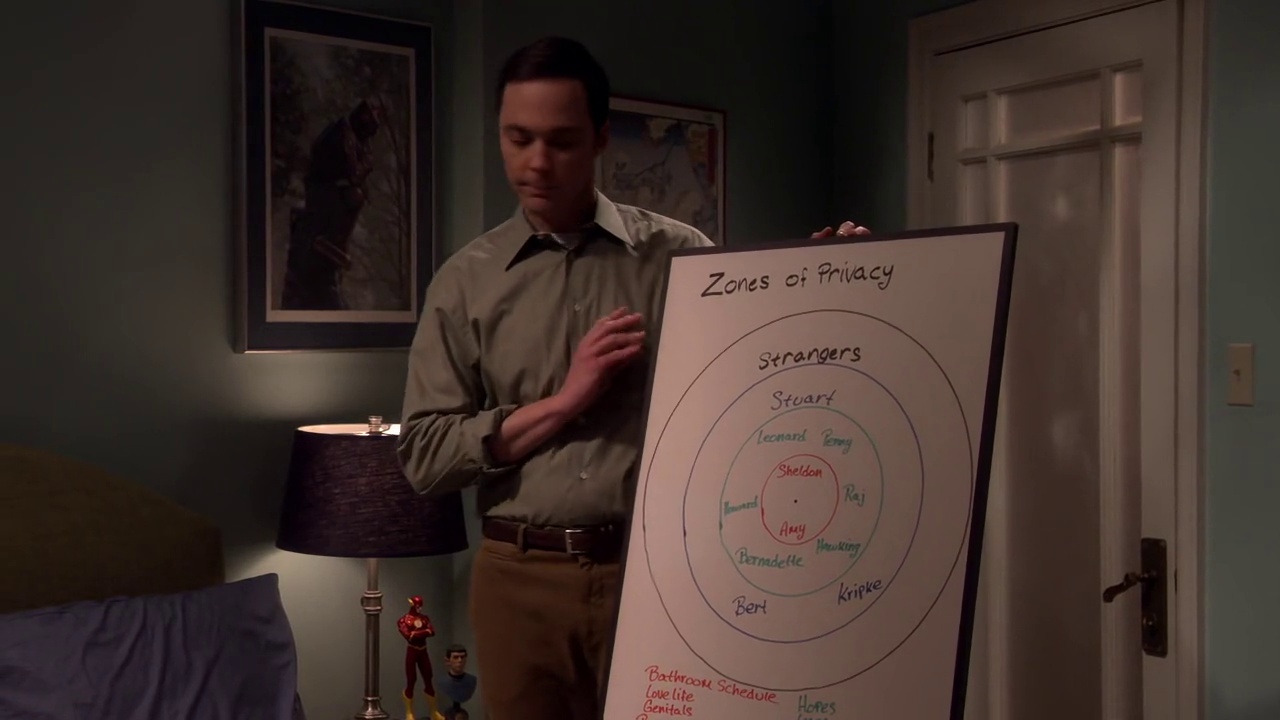 Zones of Privacy
Strangers
Stuart
Leonard Penny
Sheldon
Howard Raj
Amy
Bernadette Hawking
Bert Kripke
Bathroom Schedule
Love life Hopes
Genitals